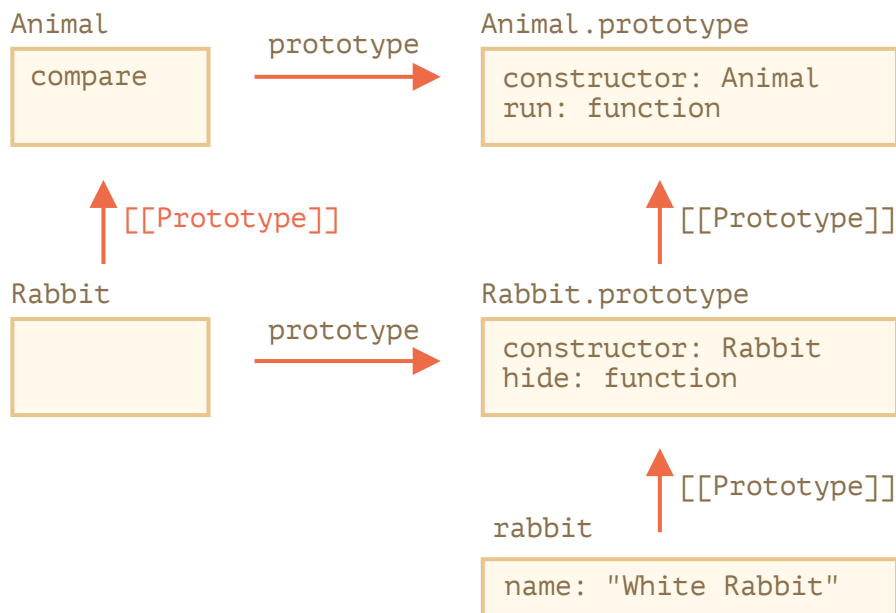 Animal
prototype
Animal.prototype
compare
constructor: Animal
run: function
[[Prototype]]
[[Prototype]]
Rabbit
prototype
Rabbit.prototype
constructor: Rabbit
hide: function
[[Prototype]]
rabbit
name: "White Rabbit"